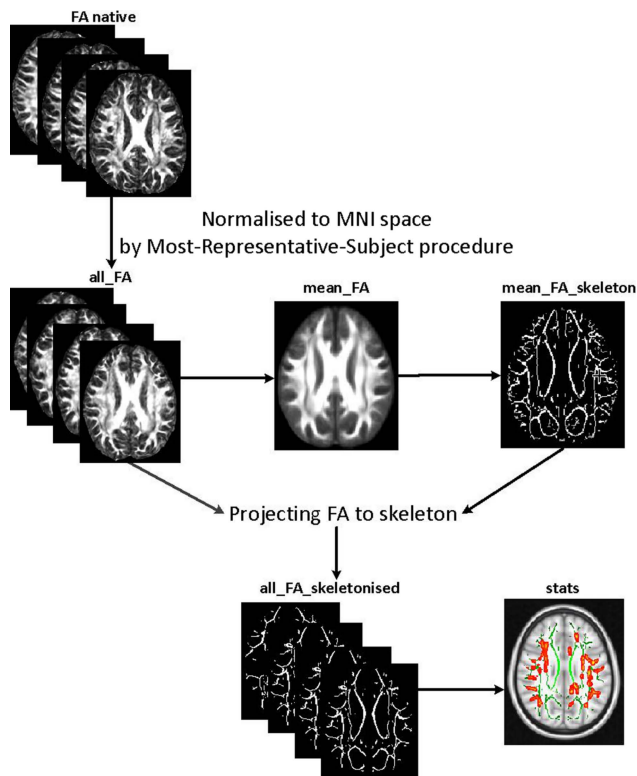 FA native
Normalised to MNI space
by Most-Representative-Subject procedure
all_FA
mean_FA
mean_FA_skeleton
Projecting FA to skeleton
all_FA_skeletonised
stats